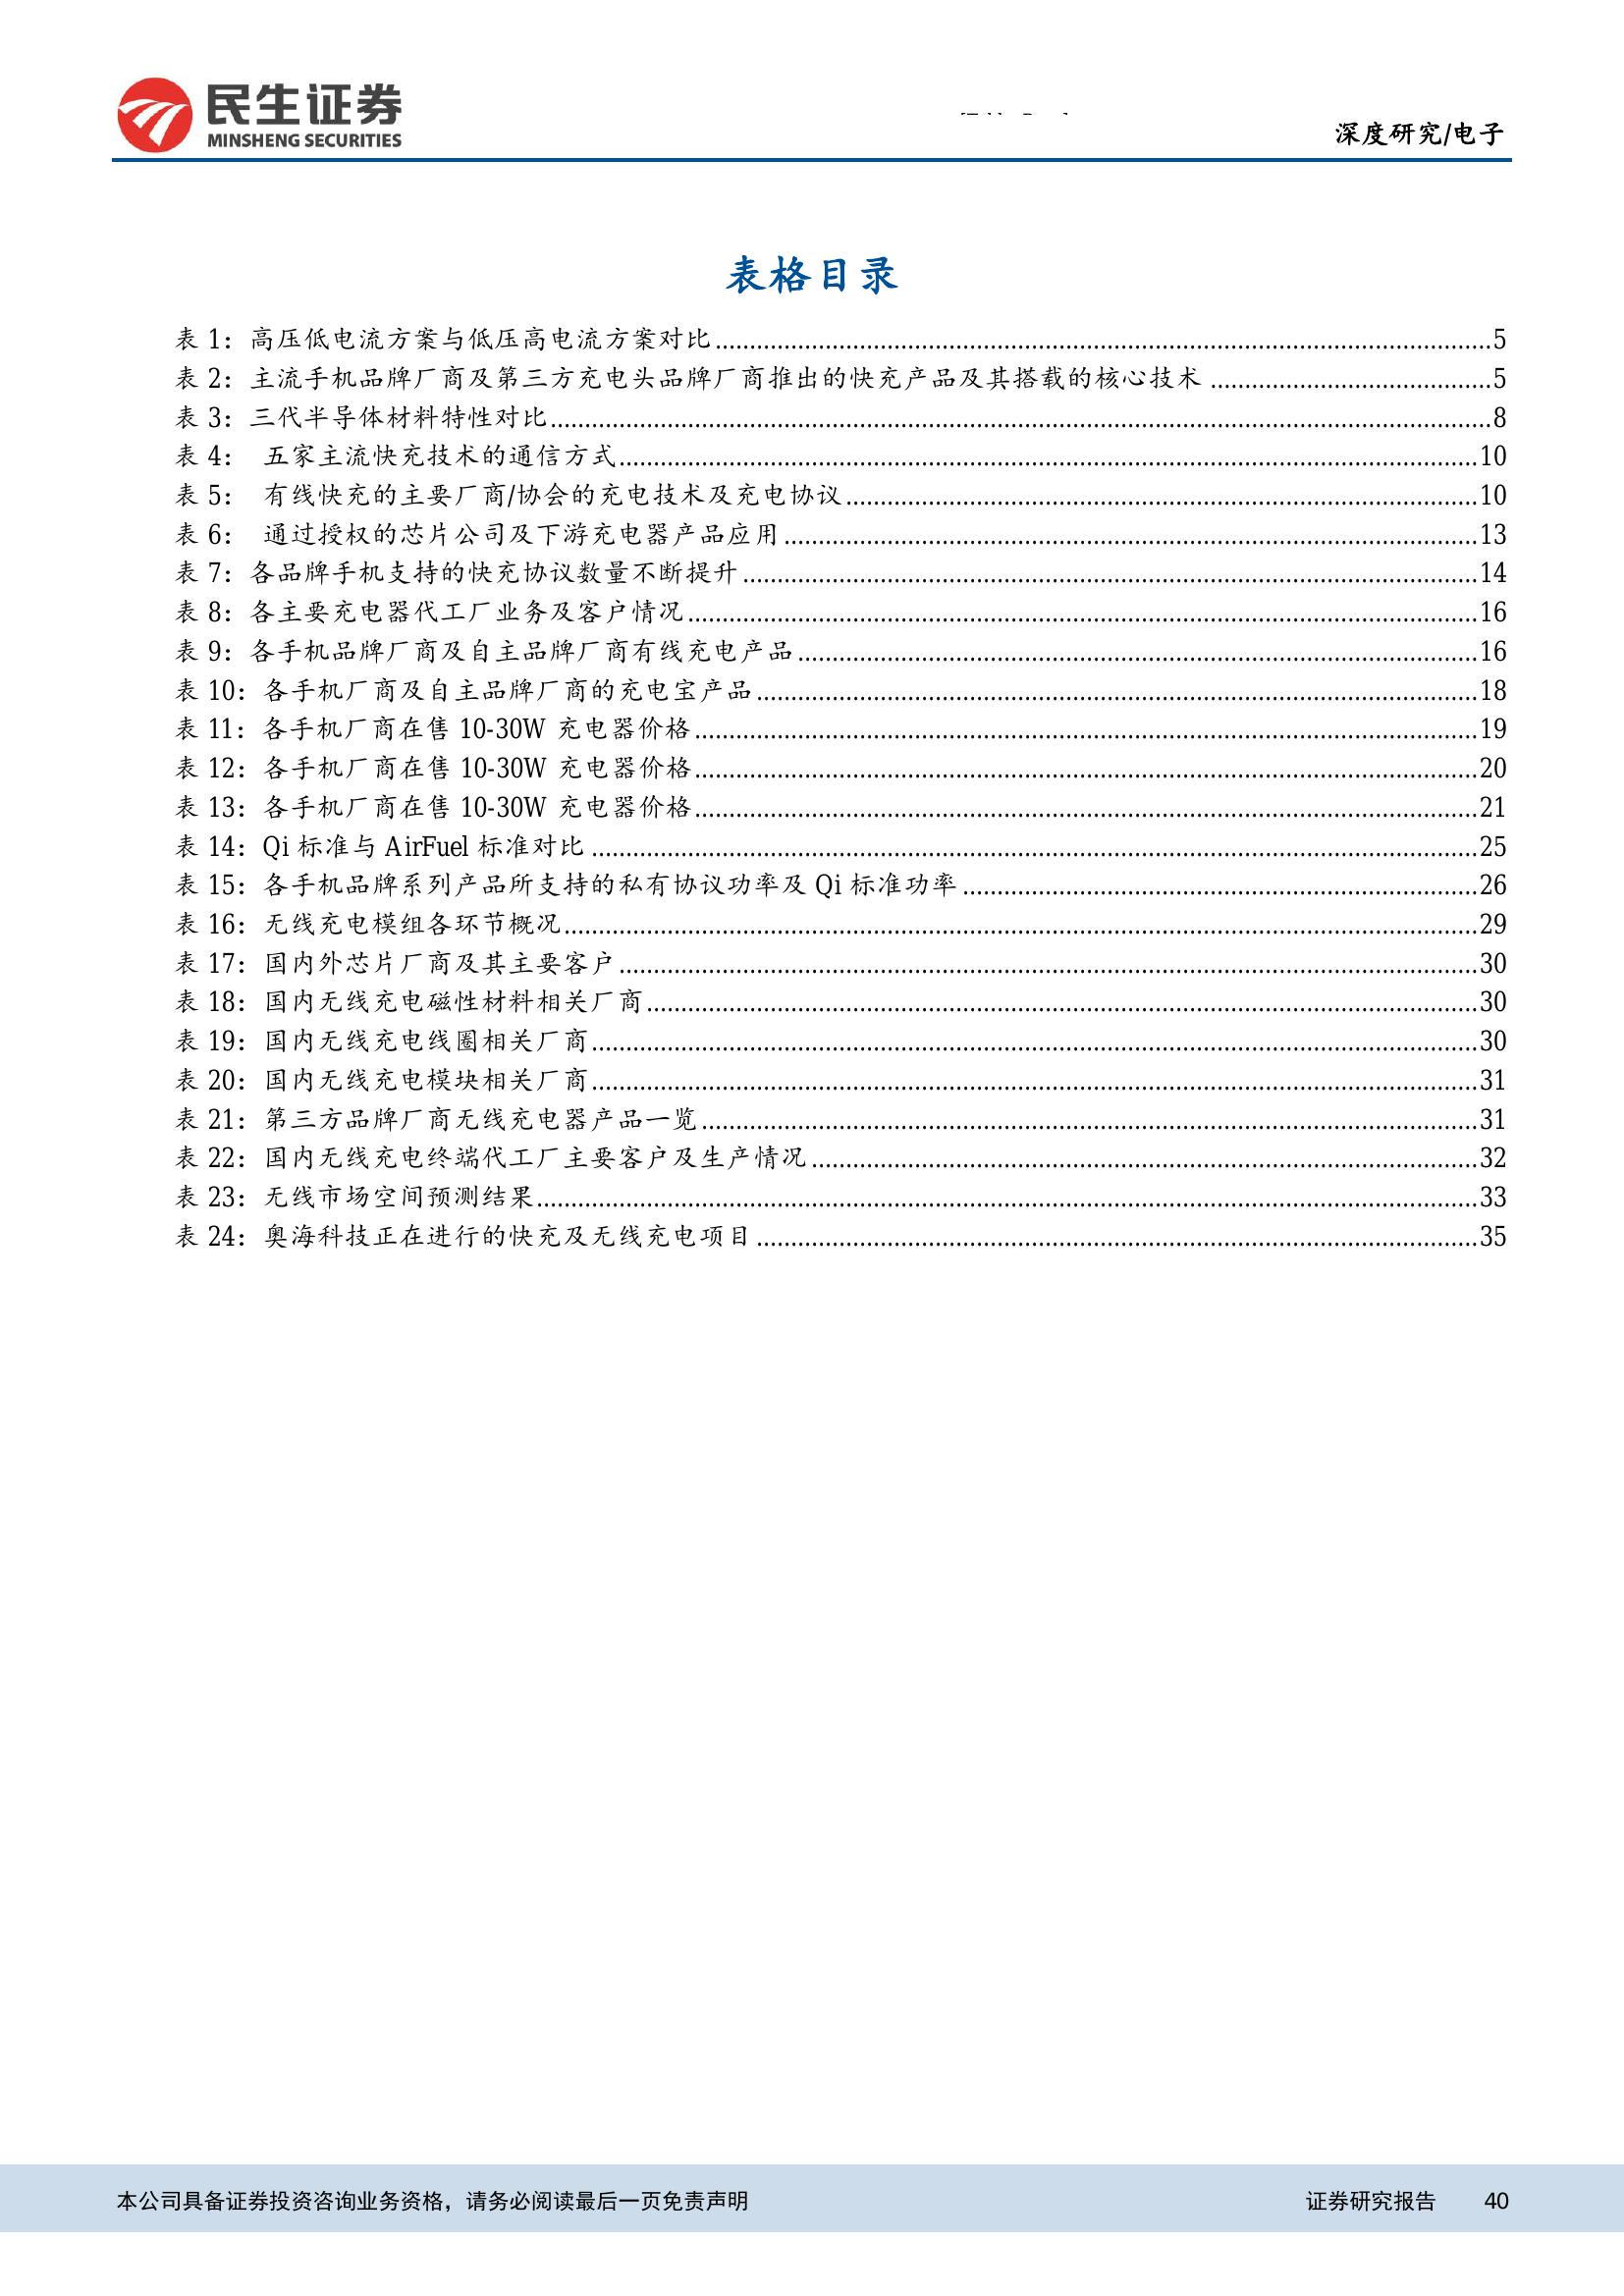 民生证券
MINSHENG SECURITIES
深度研究/电子
表格目录
表 1：高压低电流方案与低压高电流方案对比 5
表 2：主流手机品牌厂商及第三方充电头品牌厂商推出的快充产品及其搭载的核心技术 5
表 3：三代半导体材料特性对比 8
表 4： 五家主流快充技术的通信方式 10
表 5： 有线快充的主要厂商/协会的充电技术及充电协议 10
表 6： 通过授权的芯片公司及下游充电器产品应用 13
表 7：各品牌手机支持的快充协议数量不断提升 14
表 8：各主要充电器代工厂业务及客户情况 16
表 9：各手机品牌厂商及自主品牌厂商有线充电产品 16
表 10：各手机厂商及自主品牌厂商的充电宝产品 18
表 11：各手机厂商在售 10-30W 充电器价格 19
表 12：各手机厂商在售 10-30W 充电器价格 20
表 13：各手机厂商在售 10-30W 充电器价格 21
表 14：Qi 标准与 AirFuel 标准对比 25
表 15：各手机品牌系列产品所支持的私有协议功率及 Qi 标准功率 26
表 16：无线充电模组各环节概况 29
表 17：国内外芯片厂商及其主要客户 30
表 18：国内无线充电磁性材料相关厂商 30
表 19：国内无线充电线圈相关厂商 30
表 20：国内无线充电模块相关厂商 31
表 21：第三方品牌厂商无线充电器产品一览 31
表 22：国内无线充电终端代工厂主要客户及生产情况 32
表 23：无线市场空间预测结果 33
表 24：奥海科技正在进行的快充及无线充电项目 35
本公司具备证券投资咨询业务资格，请务必阅读最后一页免责声明 证券研究报告 40